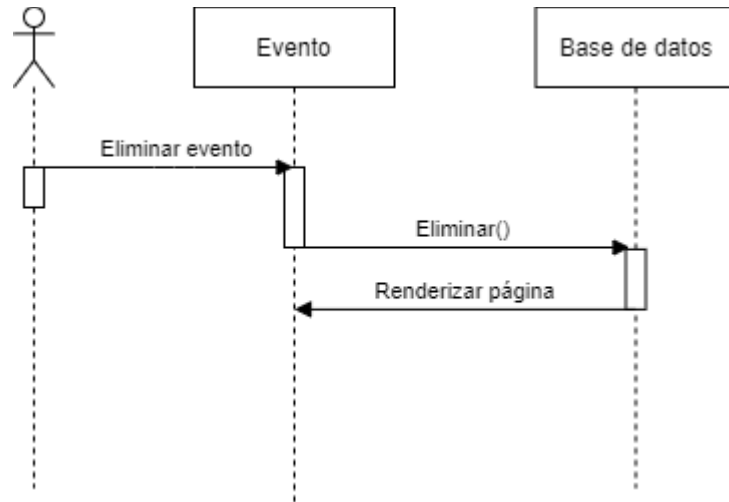 Evento
Base de datos
Eliminar evento
Eliminar()
Renderizar página